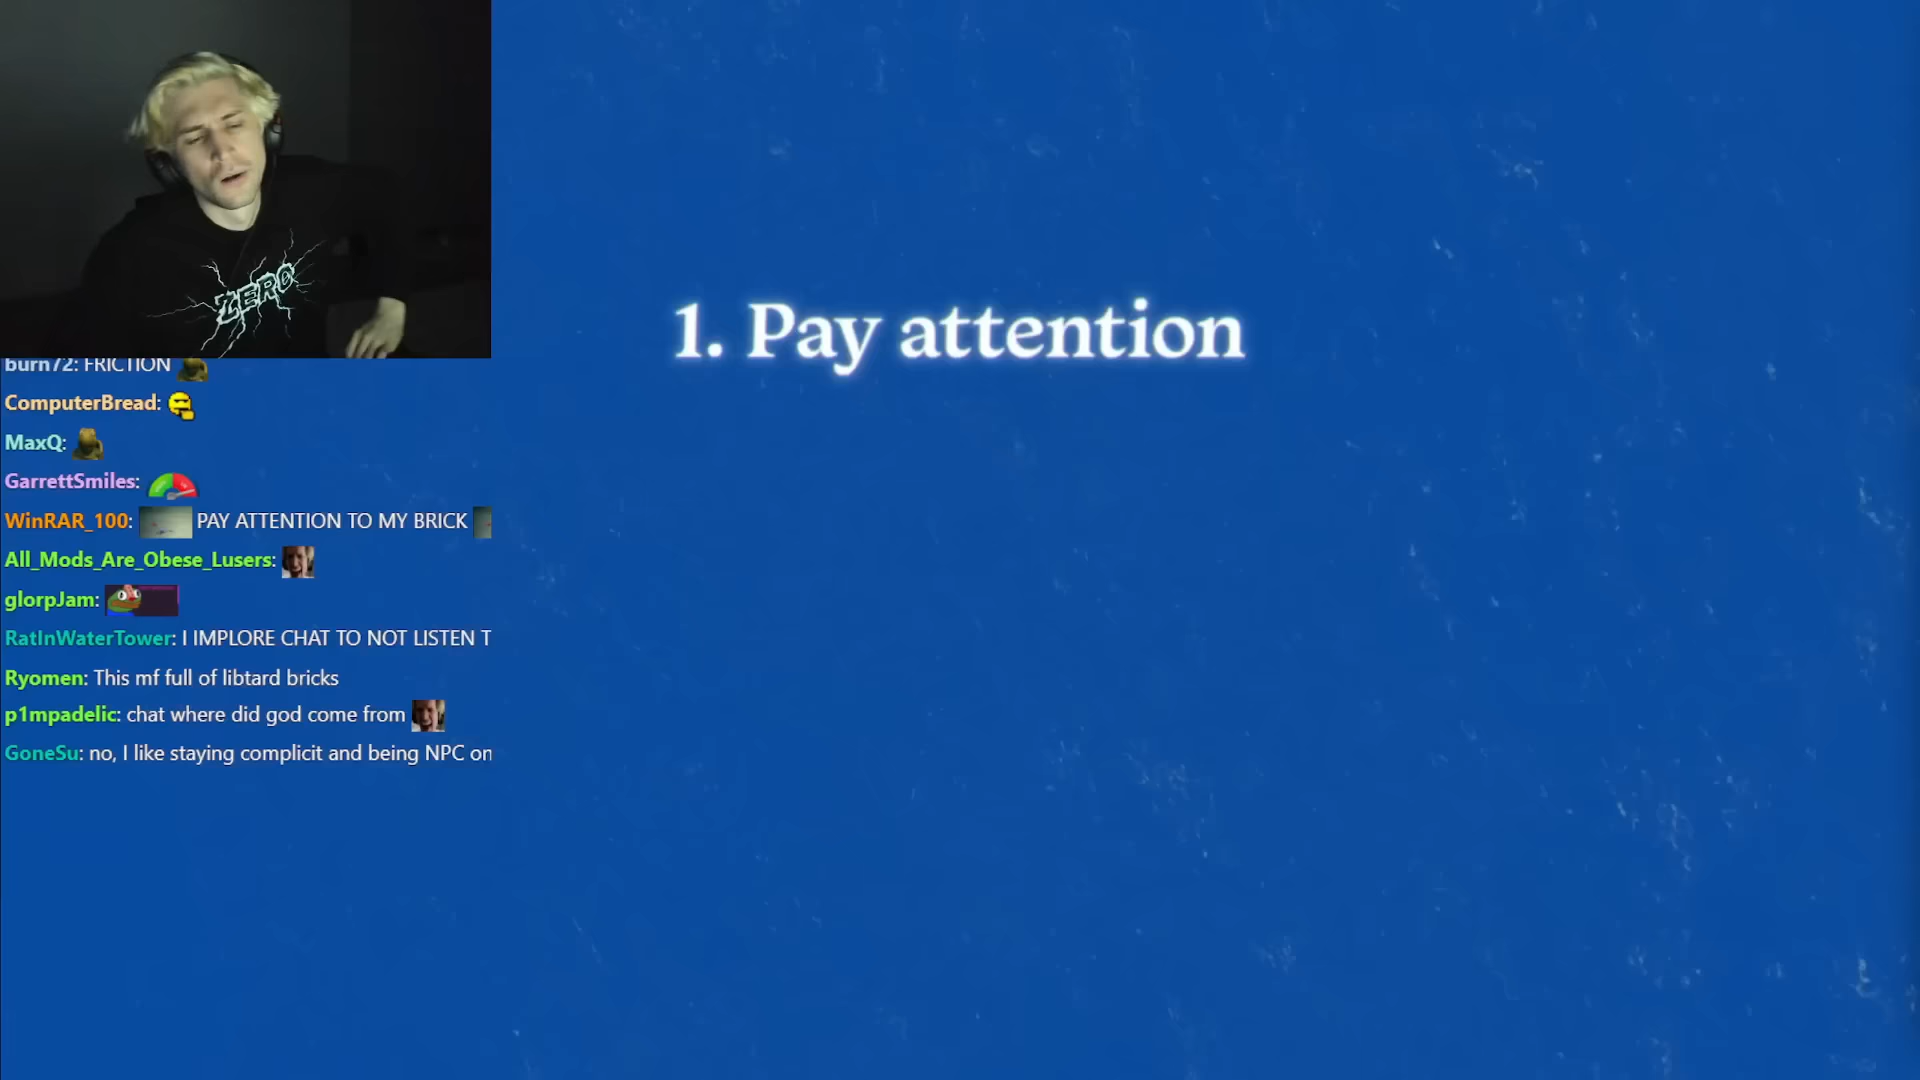 ZERO
1. Pay attention
burn72: FRICTION
ComputerBread:
MaxQ:
GarrettSmiles:
WinRAR_100: PAY ATTENTION TO MY BRICK
All_Mods_Are_Obese_Lusers:
glorpJam:
RatInWaterTower: I IMPLORE CHAT TO NOT LISTEN T
Ryomen: This mf full of libtard bricks
p1mpadelic: chat where did god come from
GoneSu: no, I like staying complicit and being NPC on